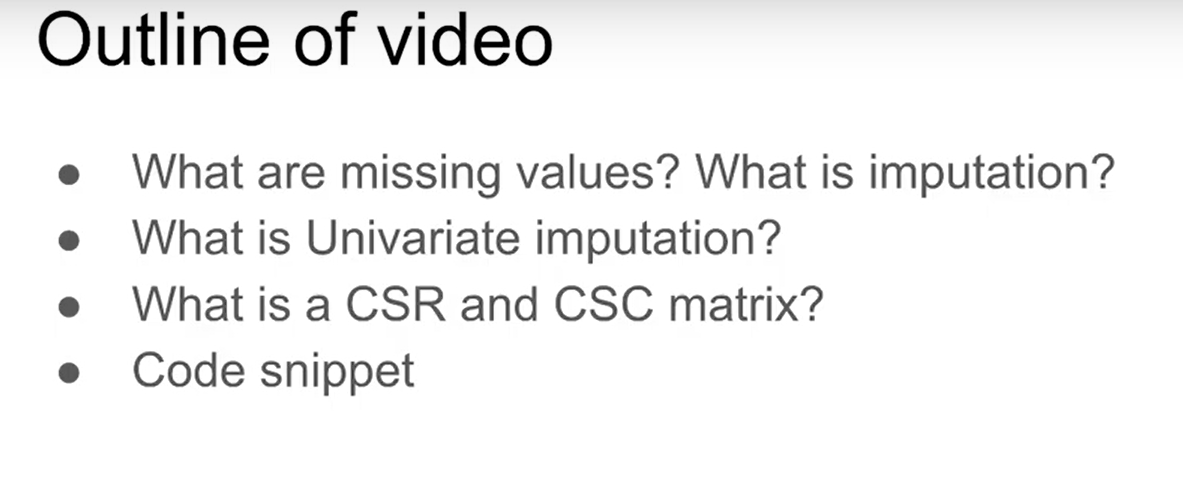 Outline of video
● What are missing values? What is imputation?
● What is Univariate imputation?
● What is a CSR and CSC matrix?
● Code snippet